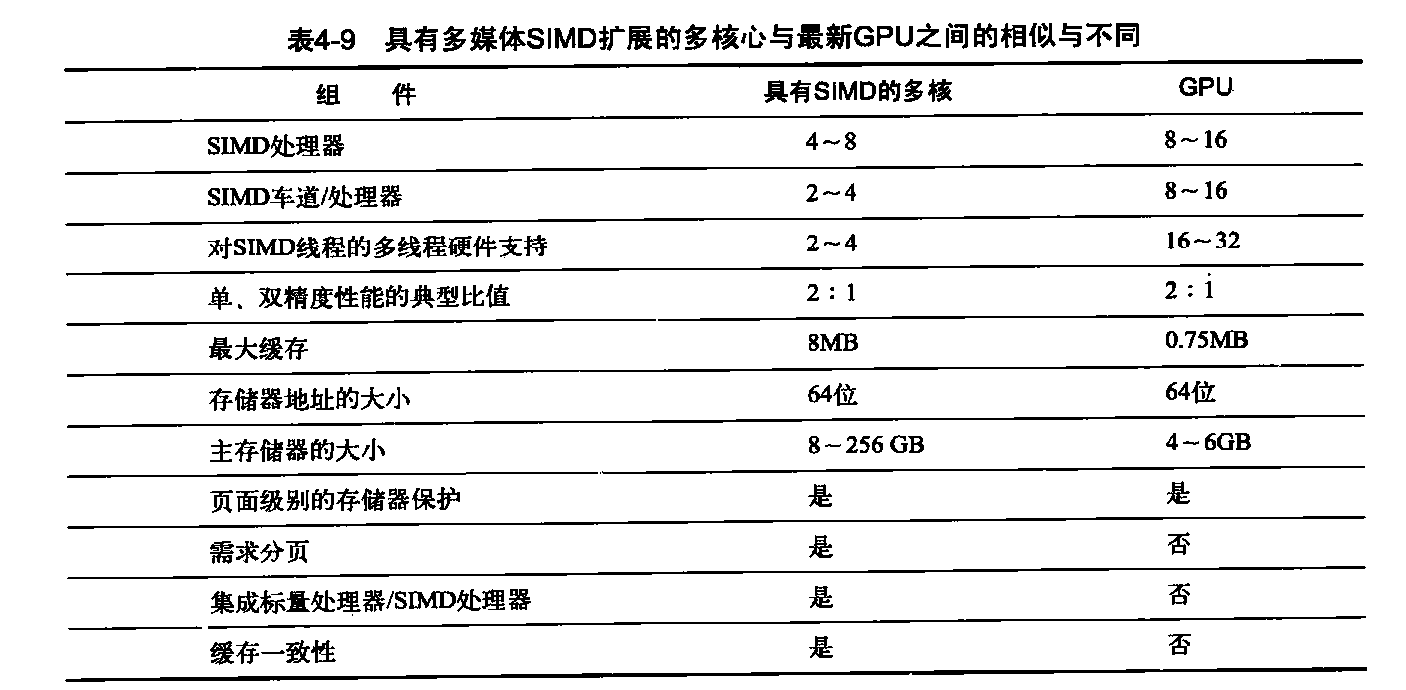 表4-9 具有多媒体SIMD扩展的多核心与最新GPU之间的相似与不同
组 件 具有SIMD的多核 GPU
SIMD处理器 4~8 8~16
SIMD车道/处理器 2~4 8~16
对SIMD线程的多线程硬件支持 2~4 16~32
单、双精度性能的典型比值 2:1 2:1
最大缓存 8MB 0.75MB
存储器地址的大小 64位 64位
主存储器的大小 8~256 GB 4~6GB
页面级别的存储器保护 是 是
需求分页 是 否
集成标量处理器/SIMD处理器 是 否
缓存一致性 是 否